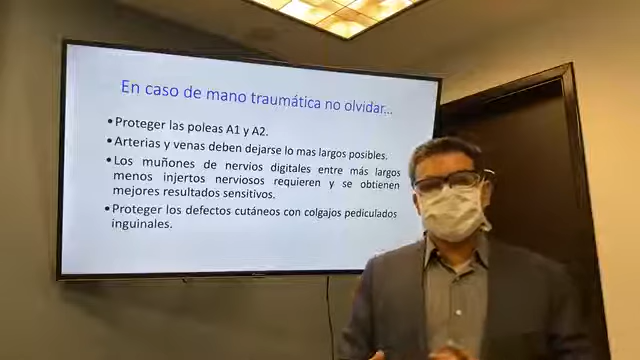 En caso de mano traumática no olvidar...
•Proteger las poleas A1 y A2.
•Arterias y venas deben dejarse lo mas largos posibles.
•Los muñones de nervios digitales entre más largos
menos injertos nerviosos requieren y se obtienen
mejores resultados sensitivos.
•Proteger los defectos cutáneos con colgajos pediculados
inguinales.